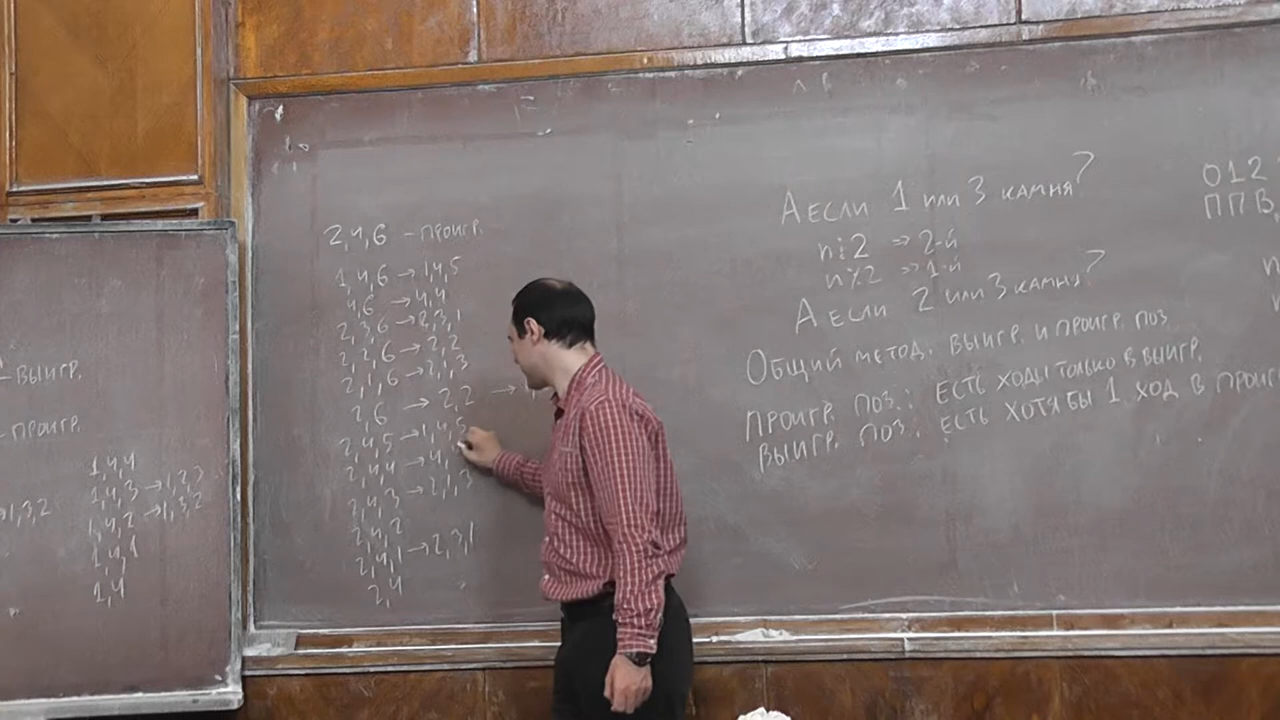 – ВЫИГР.
– ПРОИГР.
→1,3,2
1,4,4
1,4,3 →1,2,3
1,4,2 →1,3,2
1,4,1
1,4
2,4,6 – ПРОИГР.
1,4,6 → 1,4,5
4,6 → 4,4
2,3,6 → 2,3,1
2,2,6 → 2,2
2,1,6 → 2,1,3
2,6 → 2,2 →
2,4,5 → 1,4,5
2,4,4 → 4,
2,4,3 → 2,1,3
2,4,2
2,4,1 → 2,3,1
2,4
А ЕСЛИ 1 ИЛИ 3 КАМНЯ?
n⋮2 ⇒ 2-й
n⋮̸2 ⇒ 1-й
А ЕСЛИ 2 ИЛИ 3 КАМНЯ?
ОБЩИЙ МЕТОД. ВЫИГР. И ПРОИГР. ПОЗ.
ПРОИГР. ПОЗ.: ЕСТЬ ХОДЫ ТОЛЬКО В ВЫИГР.
ВЫИГР. ПОЗ.: ЕСТЬ ХОТЯ БЫ 1 ХОД В ПРОИГ
0 1 2
П П В